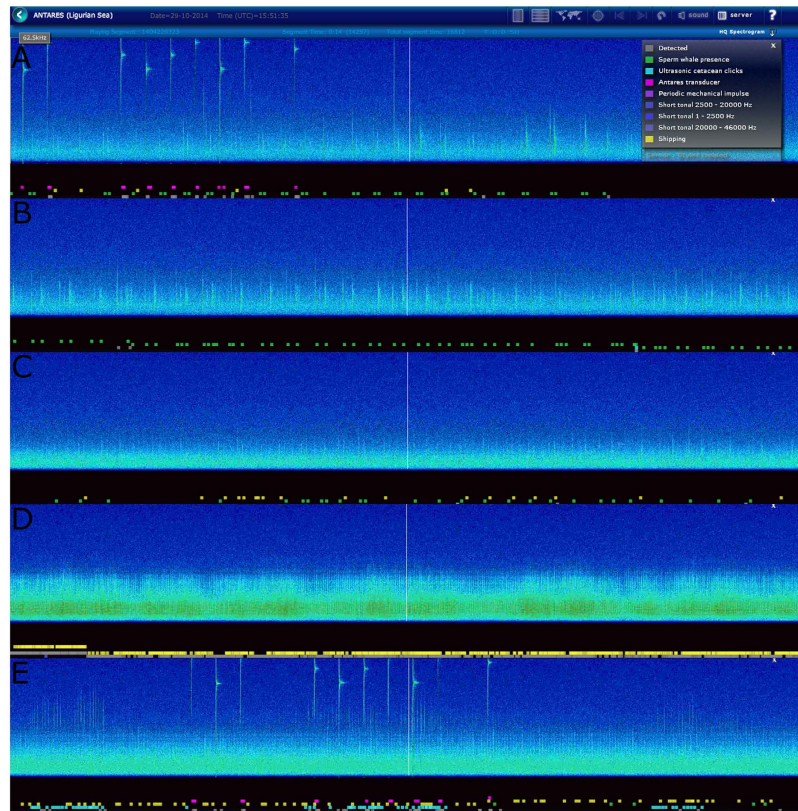 ANTARES (Ligurian Sea) Date=29-10-2014 Time (UTC)=15:51:35 sound server ?
HQ Spectrogram
62.5kHz
A
x
Detected
Sperm whale presence
Ultrasonic cetacean clicks
Antares transducer
Periodic mechanical impulse
Short tonal 2500 - 20000 Hz
Short tonal 1 - 2500 Hz
Short tonal 20000 - 46000 Hz
Shipping
B
x
C
x
D
x
E
x